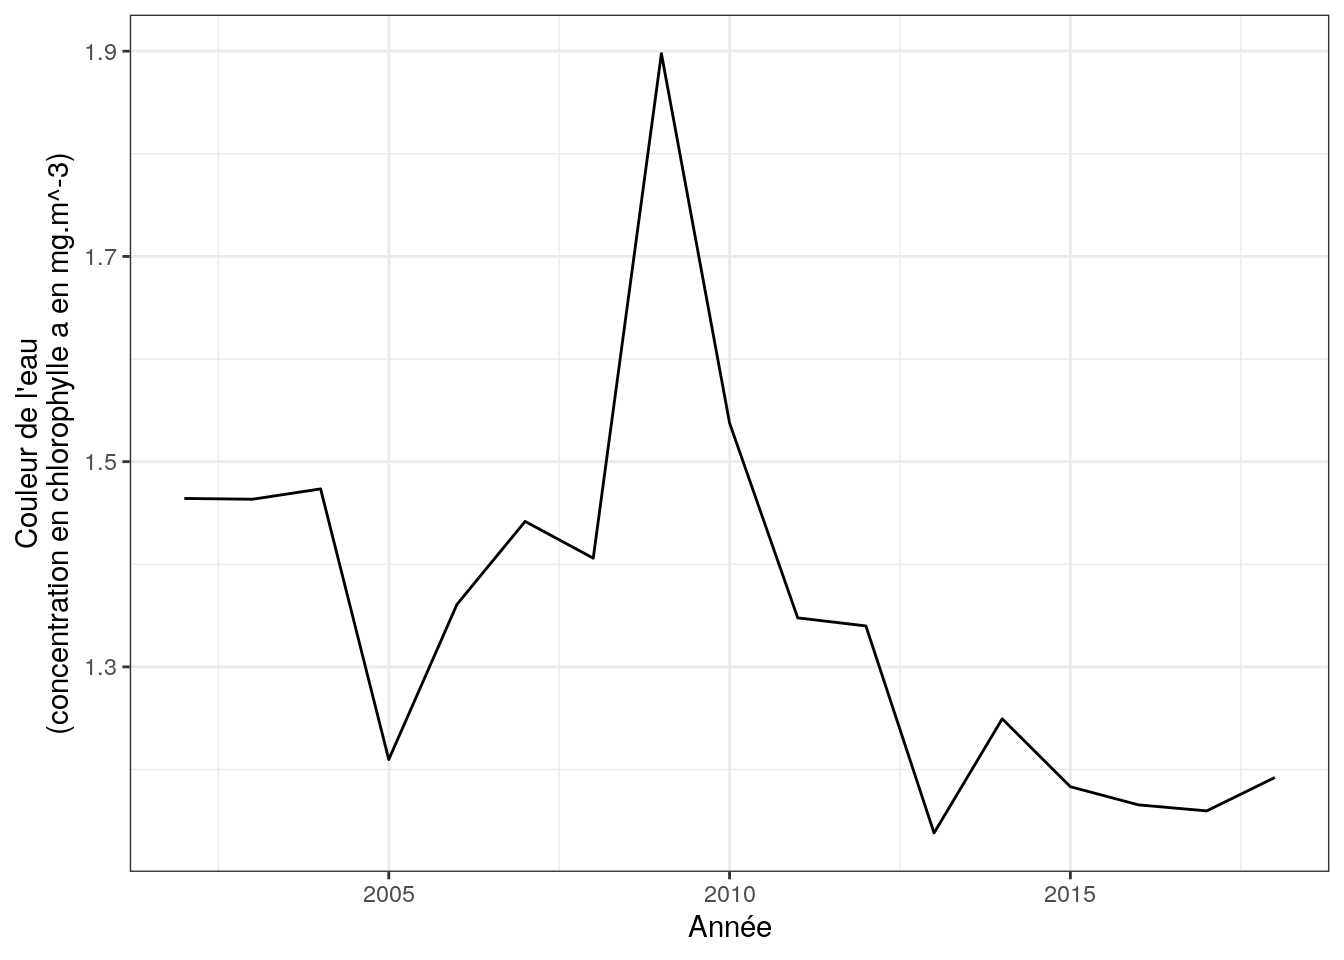 Couleur de l'eau
(concentration en chlorophylle a en mg.m^-3)
1.9
1.7
1.5
1.3
2005
2010
2015
Année